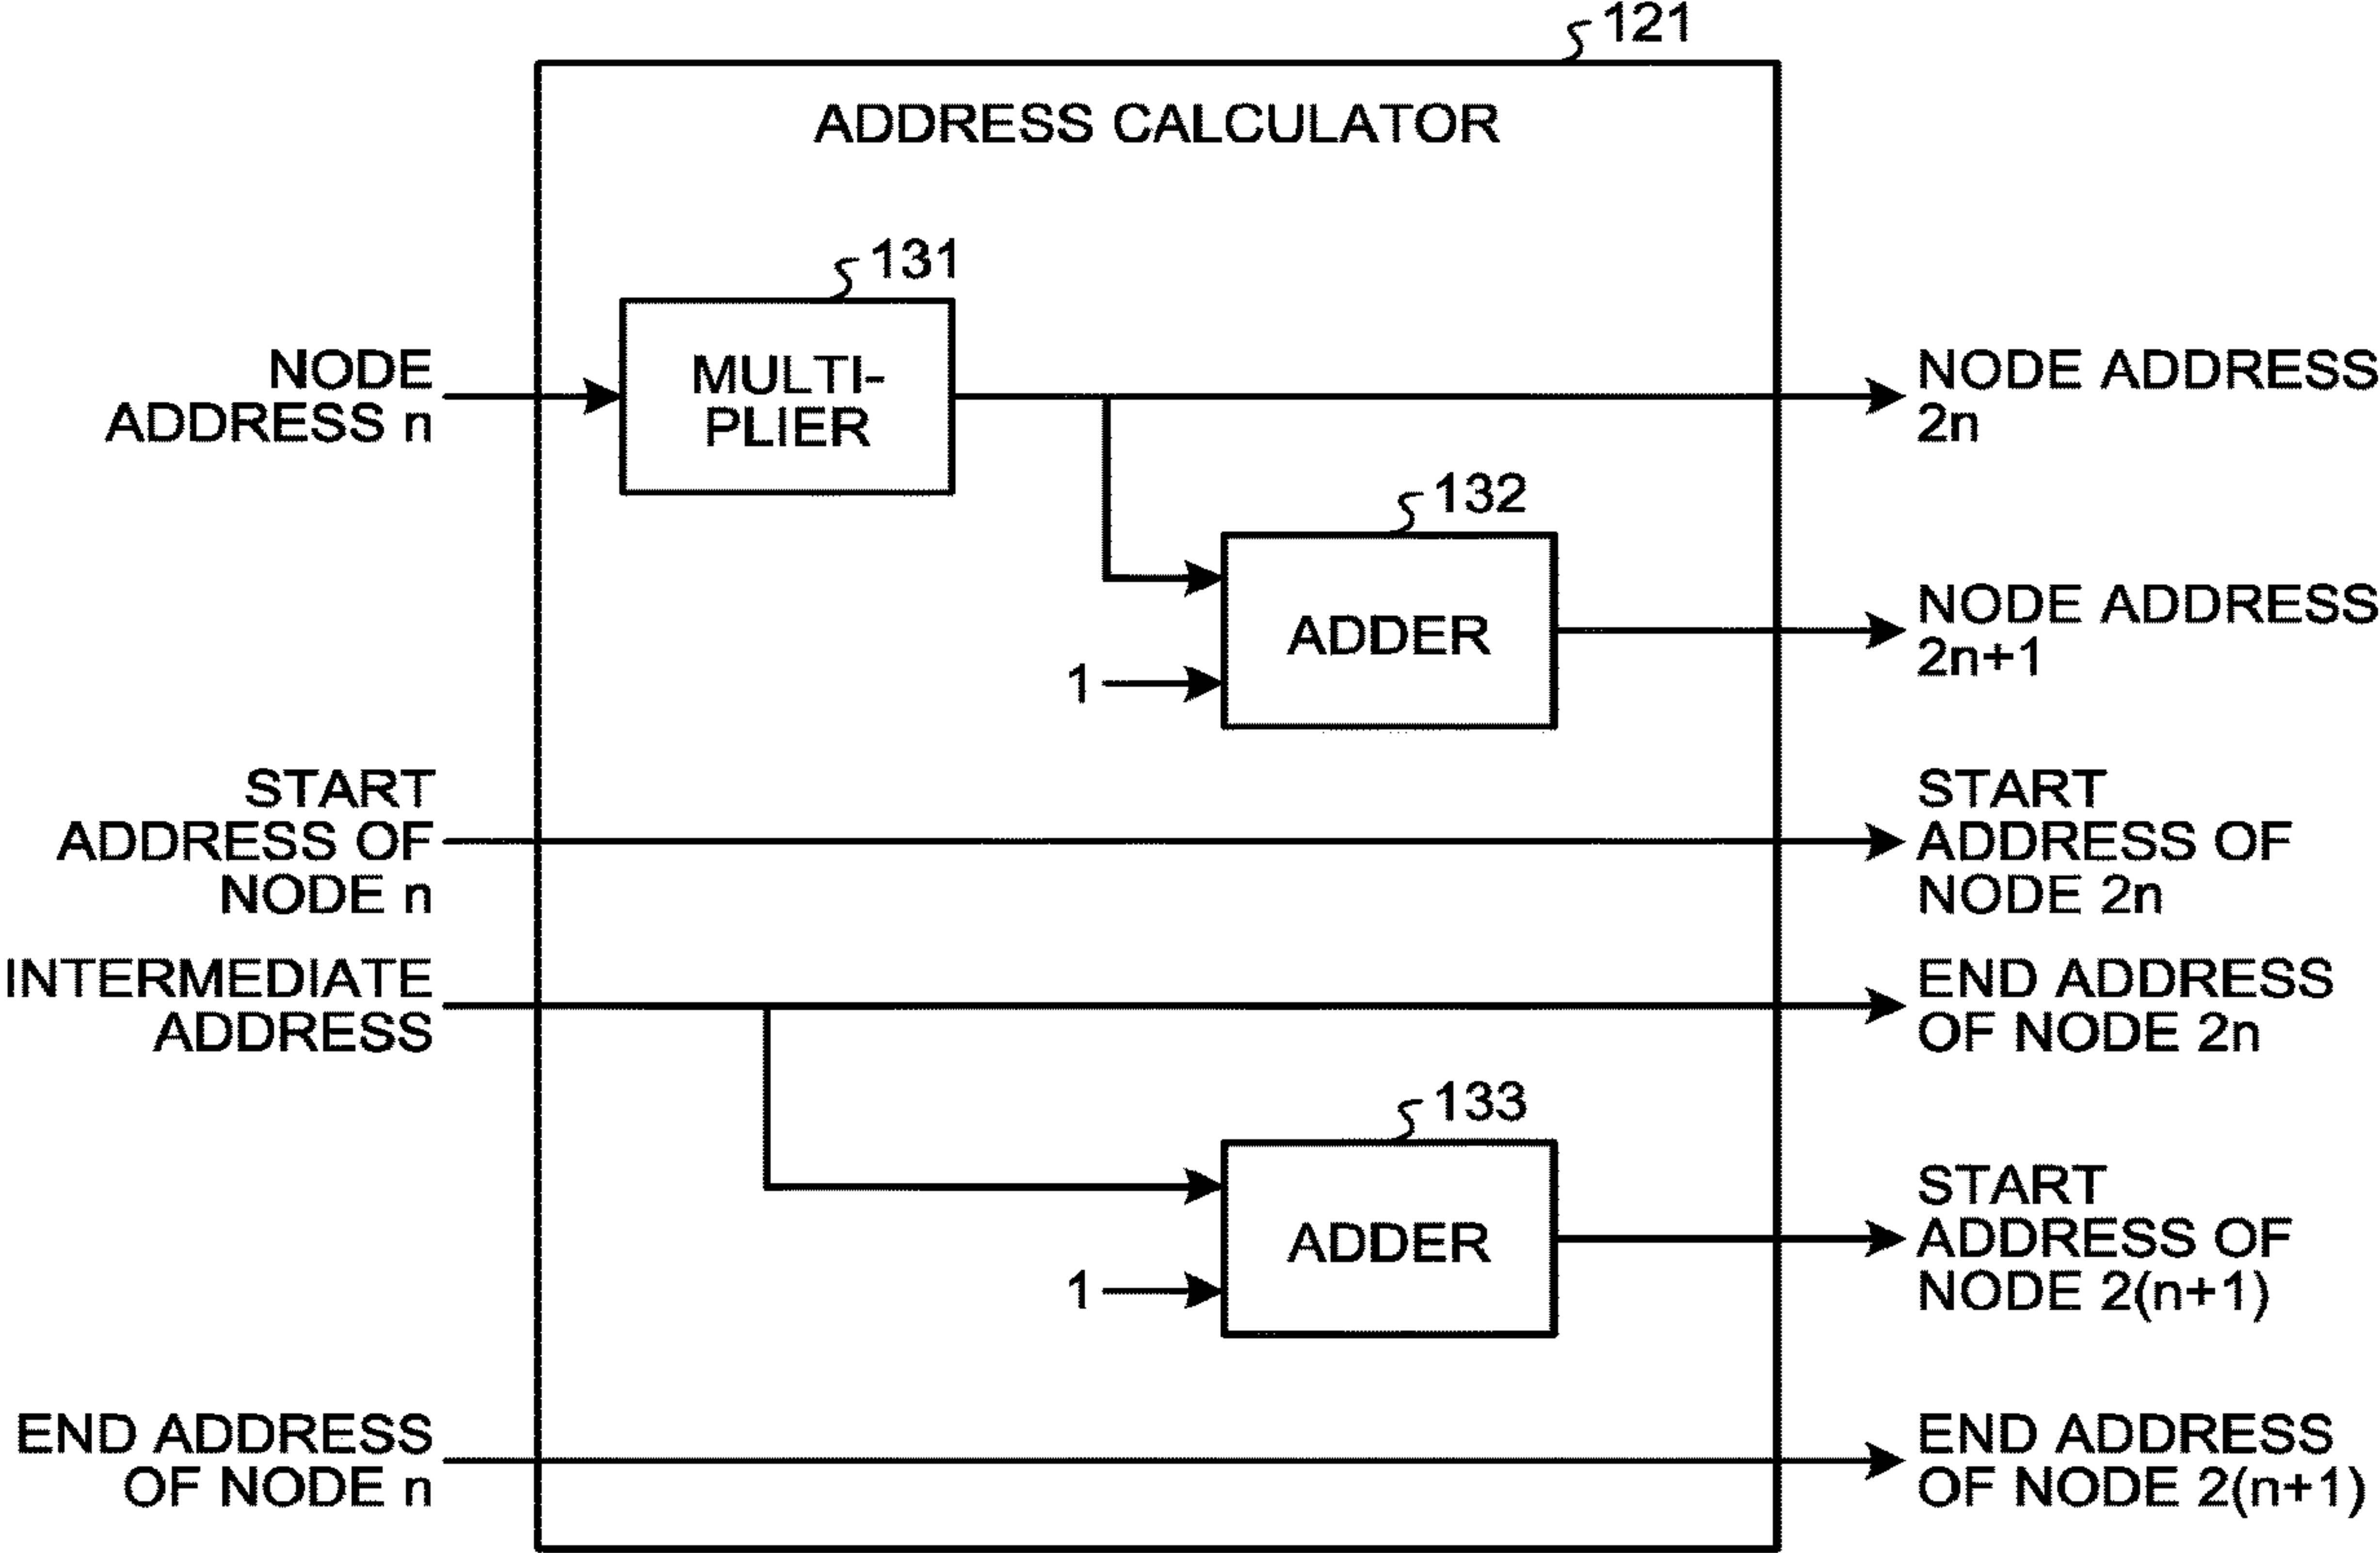 121
ADDRESS CALCULATOR
131
NODE
ADDRESS n
MULTI-
PLIER
NODE ADDRESS
2n
132
ADDER
1
NODE ADDRESS
2n+1
START
ADDRESS OF
NODE n
START
ADDRESS OF
NODE 2n
INTERMEDIATE
ADDRESS
END ADDRESS
OF NODE 2n
133
ADDER
1
START
ADDRESS OF
NODE 2(n+1)
END ADDRESS
OF NODE n
END ADDRESS
OF NODE 2(n+1)